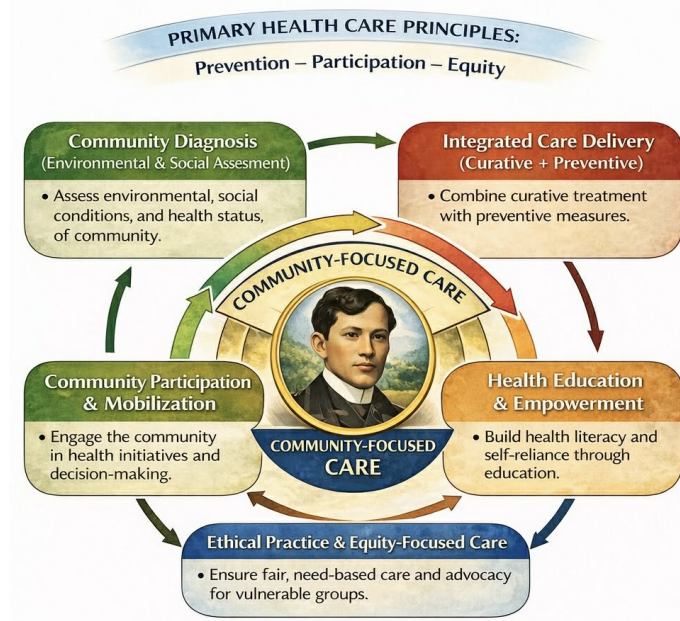 PRIMARY HEALTH CARE PRINCIPLES:
Prevention – Participation – Equity
Community Diagnosis
(Environmental & Social Assesment)
• Assess environmental, social
conditions, and health status,
of community.
Integrated Care Delivery
(Curative + Preventive)
• Combine curative treatment
with preventive measures.
COMMUNITY-FOCUSED CARE
Community Participation
& Mobilization
• Engage the community
in health initiatives and
decision-making.
COMMUNITY-FOCUSED
CARE
Health Education
& Empowerment
• Build health literacy and
self-reliance through
education.
Ethical Practice & Equity-Focused Care
• Ensure fair, need-based care and advocacy
for vulnerable groups.